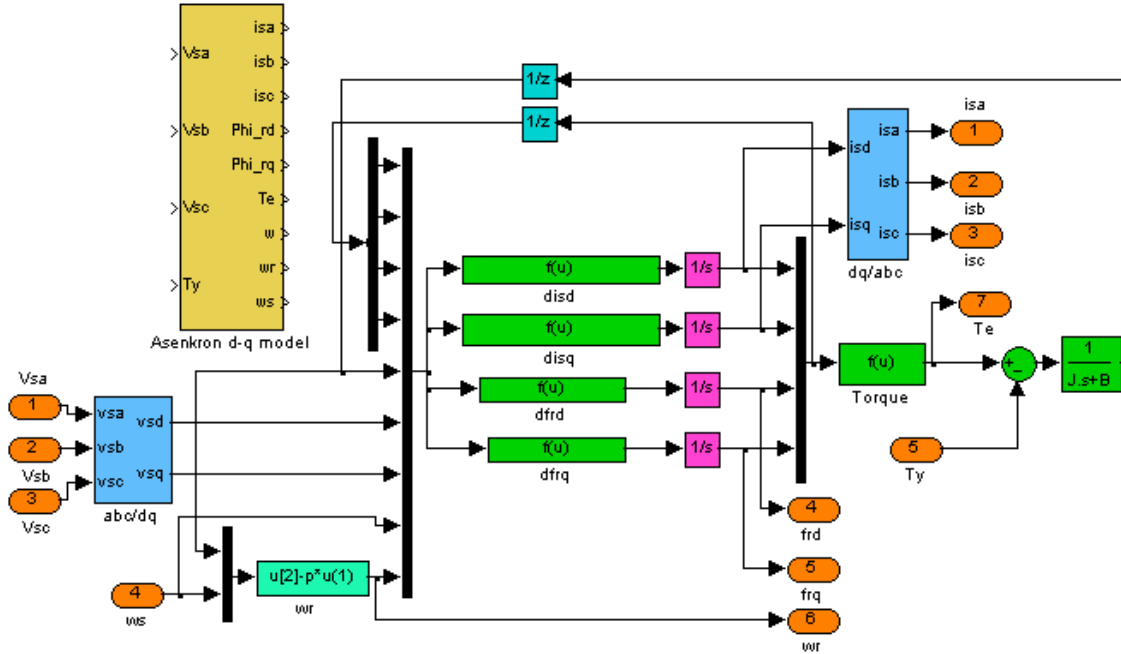 Vsa
Vsb
Vsc
Ty
isa
isb
isc
Phi_rd
Phi_rq
Te
w
wr
ws
Asenkron d-q model
1/z
1/z
isd
isq
isa
isb
isc
dq/abc
isa
1
2
isb
3
isc
f(u)
disd
1/s
f(u)
disq
1/s
f(u)
dfrd
1/s
f(u)
dfrq
1/s
f(u)
Torque
7
Te
+
-
1
J.s+B
5
Ty
Vsa
1
2
Vsb
3
Vsc
vsa
vsb
vsc
vsd
vsq
abc/dq
4
ws
u[2]-p*u(1)
wr
4
frd
5
frq
6
wr